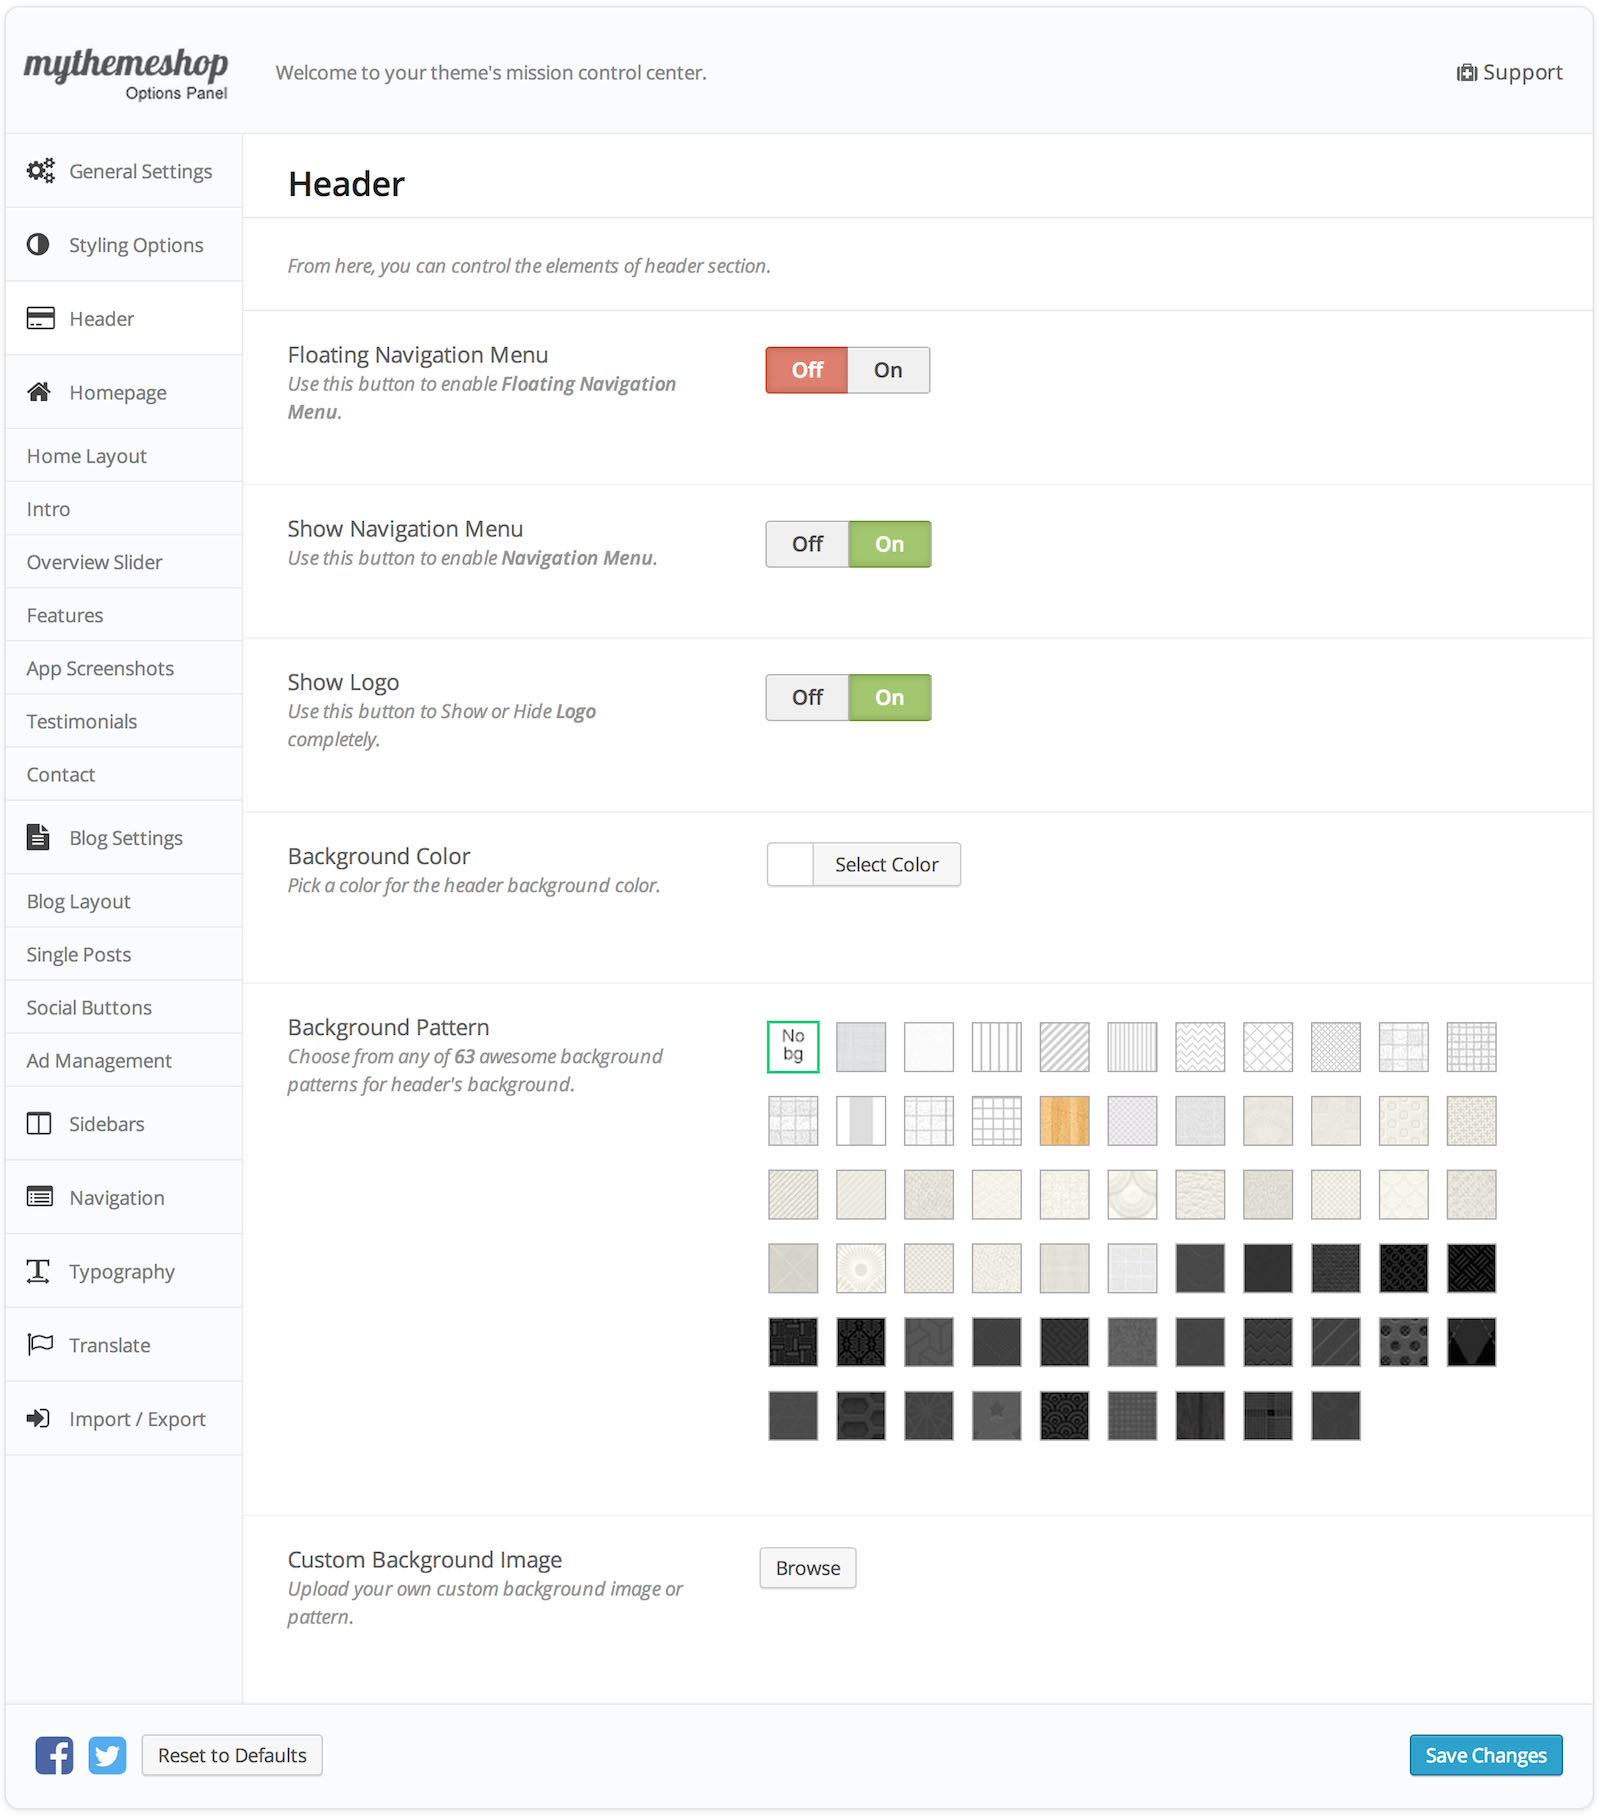 mythemeshop
Options Panel
Welcome to your theme's mission control center.
Support
General Settings
Styling Options
Header
Homepage
Home Layout
Intro
Overview Slider
Features
App Screenshots
Testimonials
Contact
Blog Settings
Blog Layout
Single Posts
Social Buttons
Ad Management
Sidebars
Navigation
Typography
Translate
Import / Export
Header
From here, you can control the elements of header section.
Floating Navigation Menu
Use this button to enable Floating Navigation
Menu.
Off On
Show Navigation Menu
Use this button to enable Navigation Menu.
Off On
Show Logo
Use this button to Show or Hide Logo
completely.
Off On
Background Color
Pick a color for the header background color.
Select Color
Background Pattern
Choose from any of 63 awesome background
patterns for header's background.
No
bg
Custom Background Image
Upload your own custom background image or
pattern.
Browse
Reset to Defaults
Save Changes